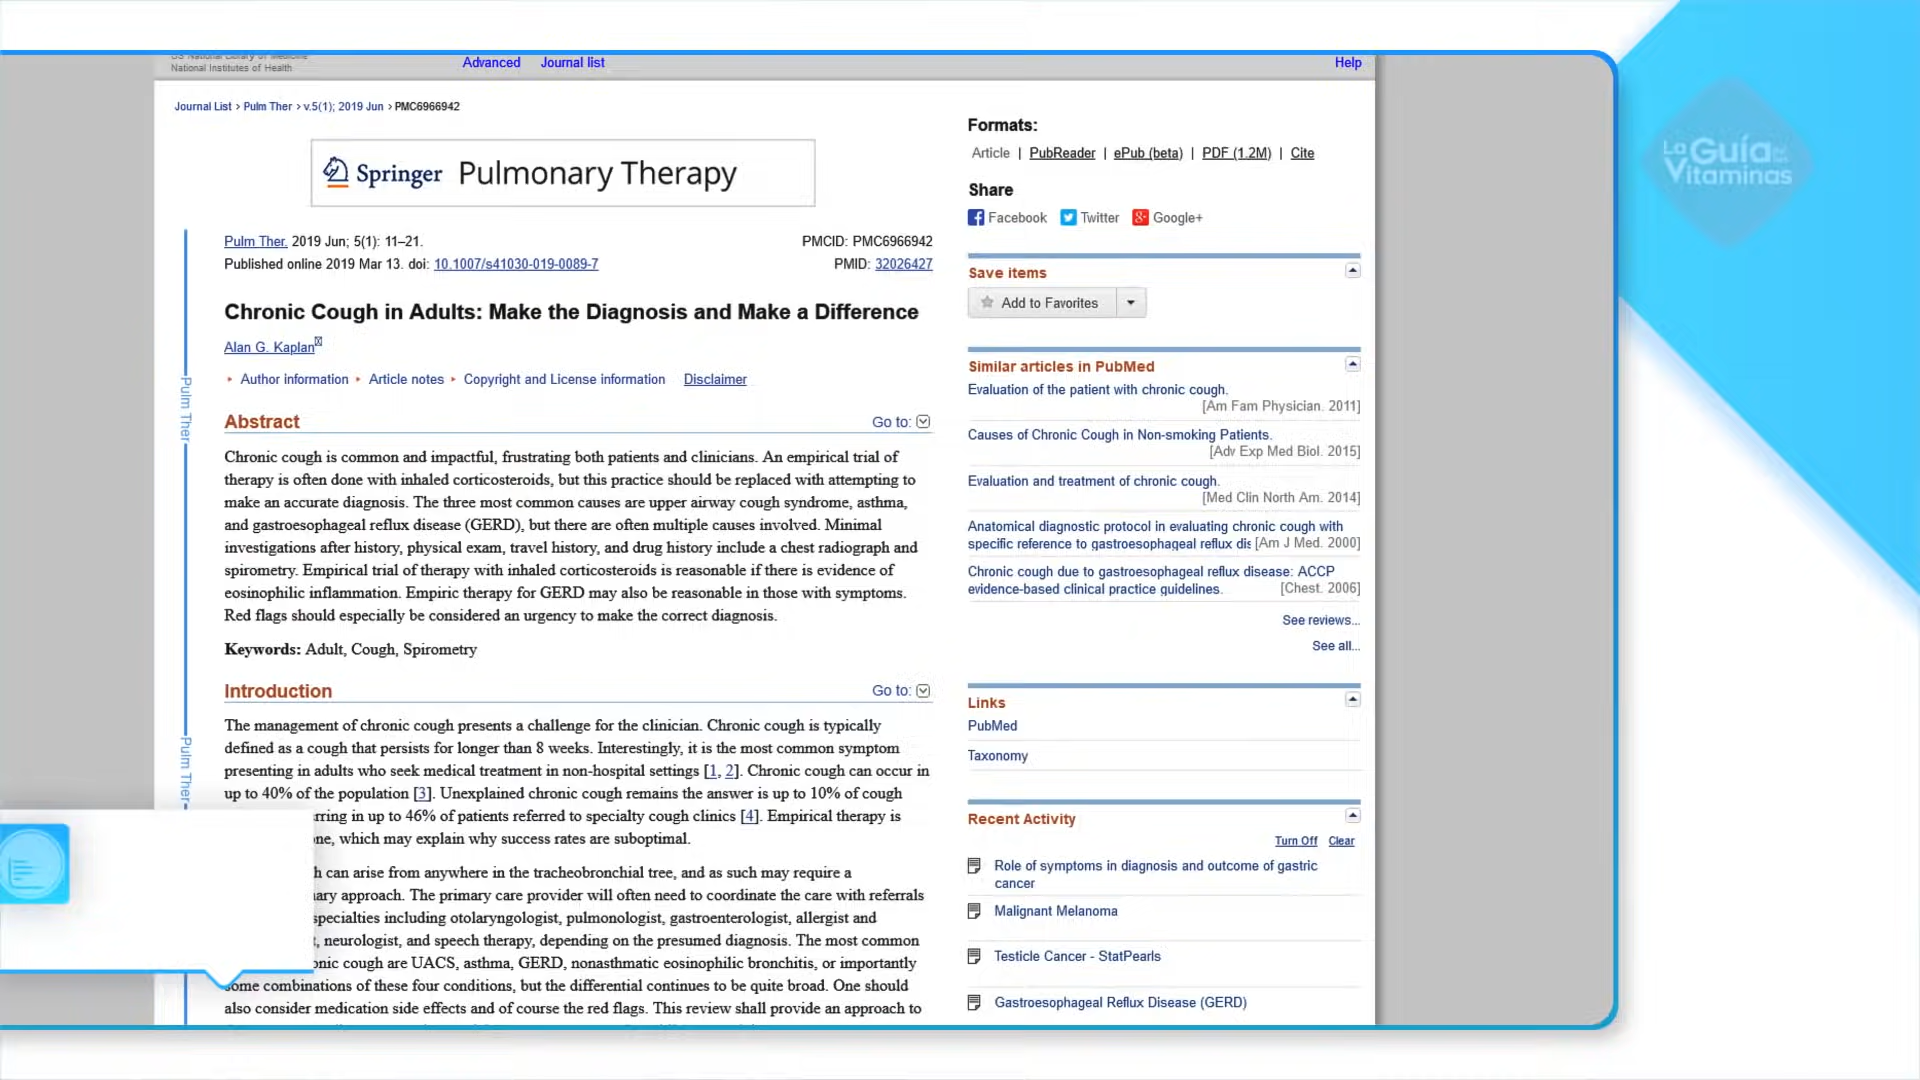 US National Library of Medicine
National Institutes of Health
Advanced Journal list
Help
Journal List > Pulm Ther > v.5(1); 2019 Jun > PMC6966942
Springer Pulmonary Therapy
Pulm Ther. 2019 Jun; 5(1): 11–21.
PMCID: PMC6966942
Published online 2019 Mar 13. doi: 10.1007/s41030-019-0089-7
PMID: 32026427
Chronic Cough in Adults: Make the Diagnosis and Make a Difference
Alan G. Kaplan
Author information Article notes Copyright and License information Disclaimer
Abstract
Go to:
Chronic cough is common and impactful, frustrating both patients and clinicians. An empirical trial of
therapy is often done with inhaled corticosteroids, but this practice should be replaced with attempting to
make an accurate diagnosis. The three most common causes are upper airway cough syndrome, asthma,
and gastroesophageal reflux disease (GERD), but there are often multiple causes involved. Minimal
investigations after history, physical exam, travel history, and drug history include a chest radiograph and
spirometry. Empirical trial of therapy with inhaled corticosteroids is reasonable if there is evidence of
eosinophilic inflammation. Empiric therapy for GERD may also be reasonable in those with symptoms.
Red flags should especially be considered an urgency to make the correct diagnosis.
Keywords: Adult, Cough, Spirometry
Introduction
Go to:
The management of chronic cough presents a challenge for the clinician. Chronic cough is typically
defined as a cough that persists for longer than 8 weeks. Interestingly, it is the most common symptom
presenting in adults who seek medical treatment in non-hospital settings [1, 2]. Chronic cough can occur in
up to 40% of the population [3]. Unexplained chronic cough remains the answer is up to 10% of cough
rring in up to 46% of patients referred to specialty cough clinics [4]. Empirical therapy is
ne, which may explain why success rates are suboptimal.
h can arise from anywhere in the tracheobronchial tree, and as such may require a
ary approach. The primary care provider will often need to coordinate the care with referrals
specialties including otolaryngologist, pulmonologist, gastroenterologist, allergist and
t, neurologist, and speech therapy, depending on the presumed diagnosis. The most common
onic cough are UACS, asthma, GERD, nonasthmatic eosinophilic bronchitis, or importantly
some combinations of these four conditions, but the differential continues to be quite broad. One should
also consider medication side effects and of course the red flags. This review shall provide an approach to
Pulm Ther
Pulm Ther
Formats:
Article | PubReader | ePub (beta) | PDF (1.2M) | Cite
Share
Facebook Twitter Google+
Save items
Add to Favorites
Similar articles in PubMed
Evaluation of the patient with chronic cough.
[Am Fam Physician. 2011]
Causes of Chronic Cough in Non-smoking Patients.
[Adv Exp Med Biol. 2015]
Evaluation and treatment of chronic cough.
[Med Clin North Am. 2014]
Anatomical diagnostic protocol in evaluating chronic cough with
specific reference to gastroesophageal reflux dis [Am J Med. 2000]
Chronic cough due to gastroesophageal reflux disease: ACCP
evidence-based clinical practice guidelines. [Chest. 2006]
See reviews...
See all...
Links
PubMed
Taxonomy
Recent Activity
Turn Off Clear
Role of symptoms in diagnosis and outcome of gastric
cancer
Malignant Melanoma
Testicle Cancer - StatPearls
Gastroesophageal Reflux Disease (GERD)
La Guía
Vitaminas